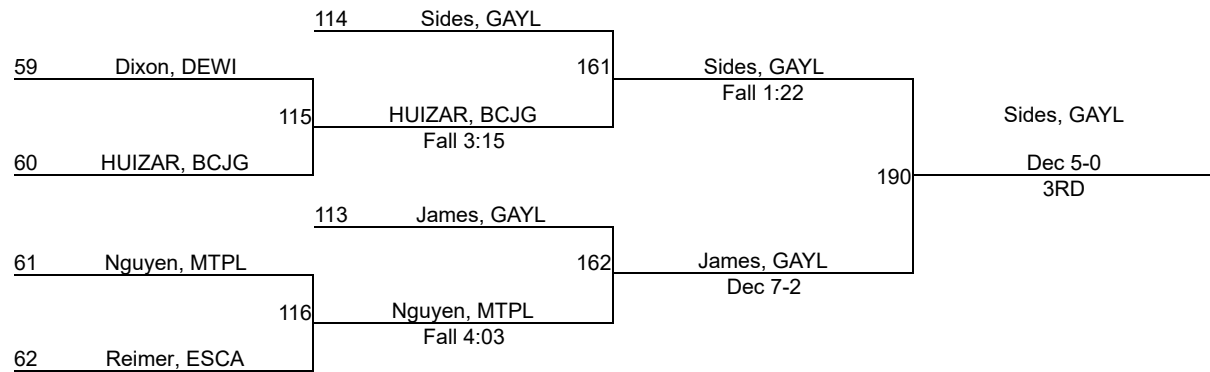 114 Sides, GAYL
59 Dixon, DEWI
161 Sides, GAYL
Fall 1:22
115 HUIZAR, BCJG
Fall 3:15
Sides, GAYL
60 HUIZAR, BCJG
Dec 5-0
190
3RD
113 James, GAYL
61 Nguyen, MTPL
162 James, GAYL
Dec 7-2
116 Nguyen, MTPL
Fall 4:03
62 Reimer, ESCA